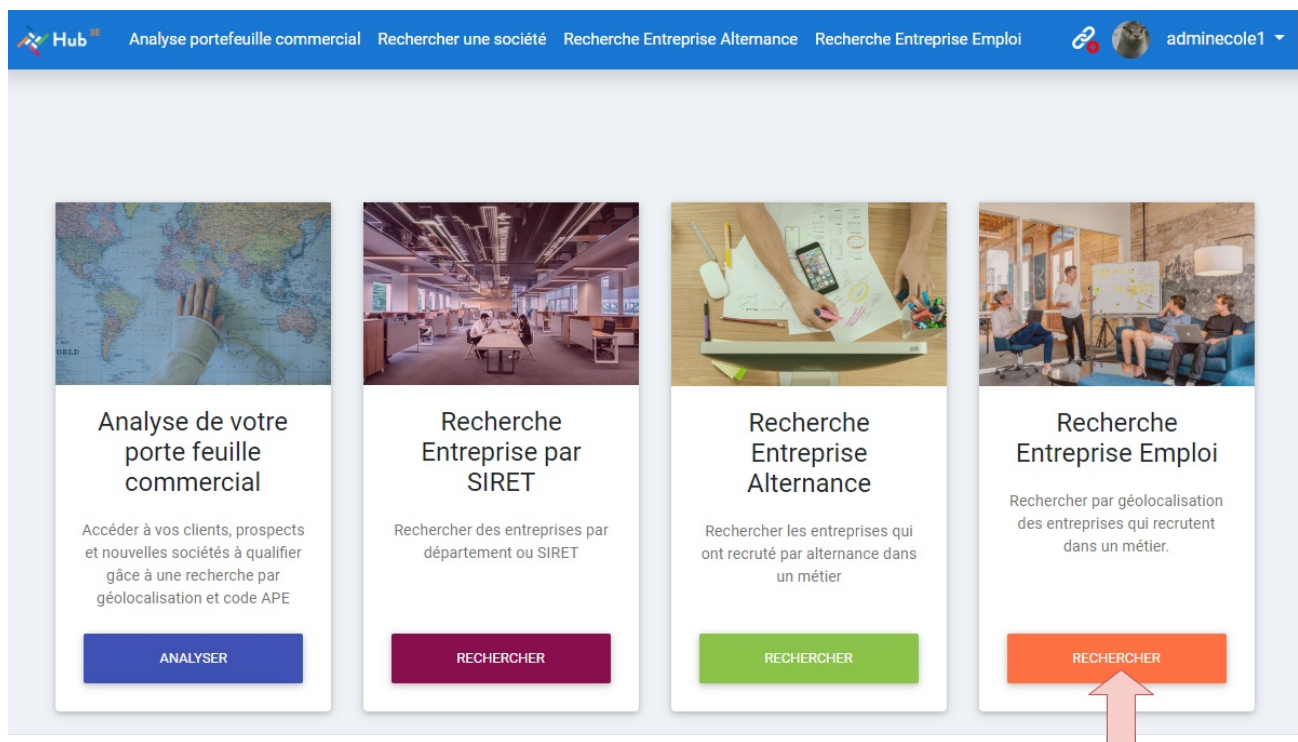 Hub 3E
Analyse portefeuille commercial
Rechercher une société
Recherche Entreprise Alternance
Recherche Entreprise Emploi
adminecole1
Analyse de votre
porte feuille
commercial
Accéder à vos clients, prospects
et nouvelles sociétés à qualifier
gâce à une recherche par
géolocalisation et code APE
ANALYSER
Recherche
Entreprise par
SIRET
Rechercher des entreprises par
département ou SIRET
RECHERCHER
Recherche
Entreprise
Alternance
Rechercher les entreprises qui
ont recruté par alternance dans
un métier
RECHERCHER
Recherche
Entreprise Emploi
Rechercher par géolocalisation
des entreprises qui recrutent
dans un métier.
RECHERCHER